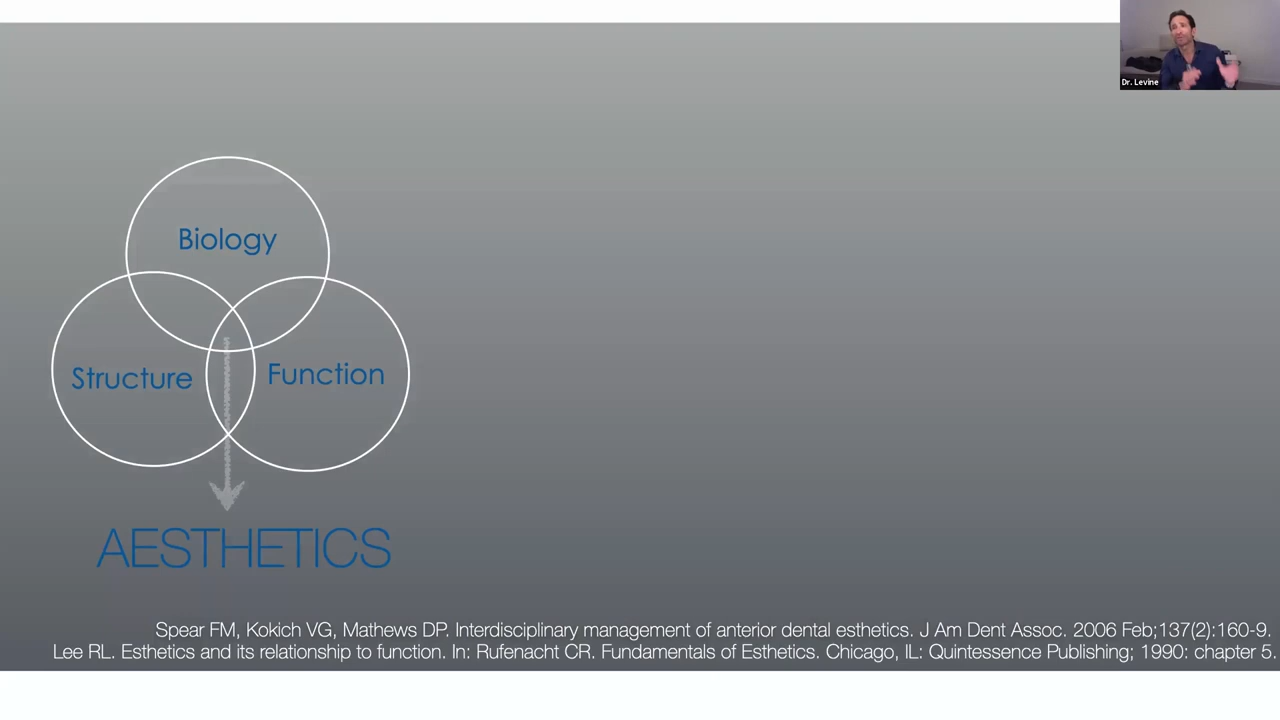 Dr. Levine
Biology
Structure
Function
AESTHETICS
Spear FM, Kokich VG, Mathews DP. Interdisciplinary management of anterior dental esthetics. J Am Dent Assoc. 2006 Feb;137(2):160-9.
Lee RL. Esthetics and its relationship to function. In: Rufenacht CR. Fundamentals of Esthetics. Chicago, IL: Quintessence Publishing; 1990: chapter 5.